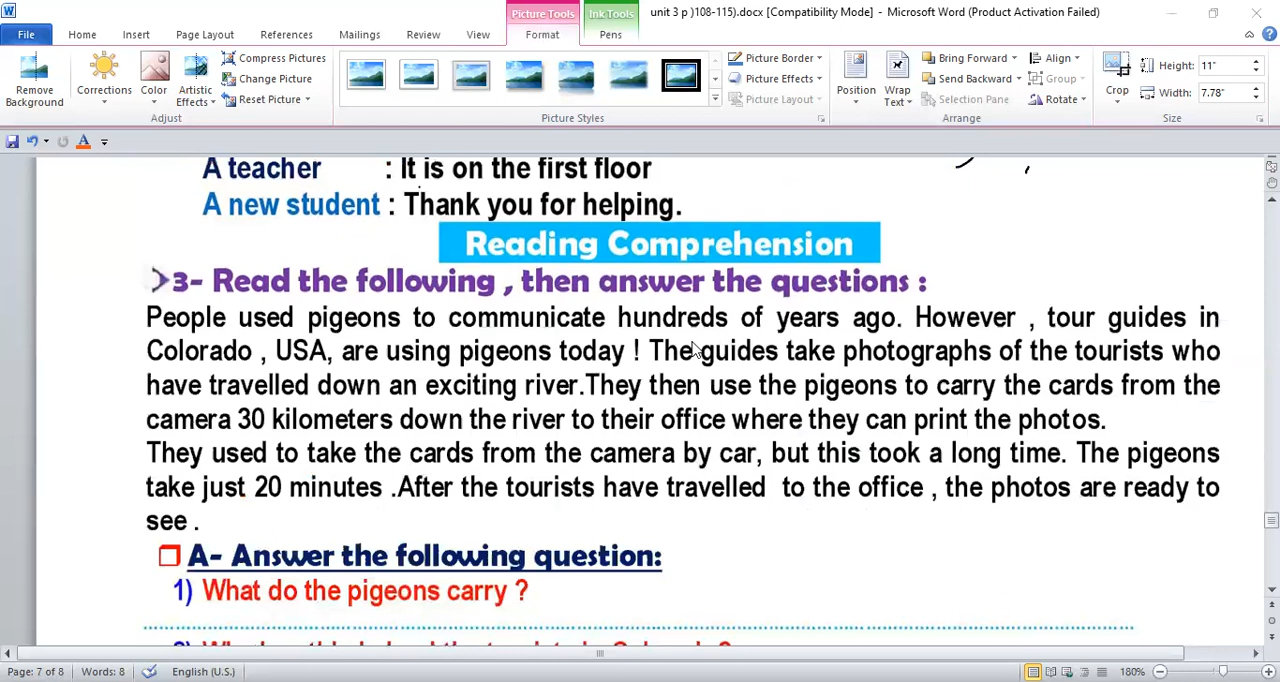 Picture Tools Ink Tools unit 3 p )108-115).docx [Compatibility Mode] - Microsoft Word (Product Activation Failed)
File Home Insert Page Layout References Mailings Review View Format Pens
Remove Background Corrections Color Artistic Effects Compress Pictures Change Picture Reset Picture
Picture Border Picture Effects Picture Layout
Position Wrap Text Bring Forward Send Backward Selection Pane Align Group Rotate
Crop Height: 11" Width: 7.78"
Adjust Picture Styles Arrange Size
A teacher : It is on the first floor
A new student : Thank you for helping.
Reading Comprehension
3- Read the following , then answer the questions :
People used pigeons to communicate hundreds of years ago. However , tour guides in
Colorado , USA, are using pigeons today ! The guides take photographs of the tourists who
have travelled down an exciting river.They then use the pigeons to carry the cards from the
camera 30 kilometers down the river to their office where they can print the photos.
They used to take the cards from the camera by car, but this took a long time. The pigeons
take just 20 minutes .After the tourists have travelled to the office , the photos are ready to
see .
A- Answer the following question:
1) What do the pigeons carry ?
Page: 7 of 8 Words: 8 English (U.S.) 180%